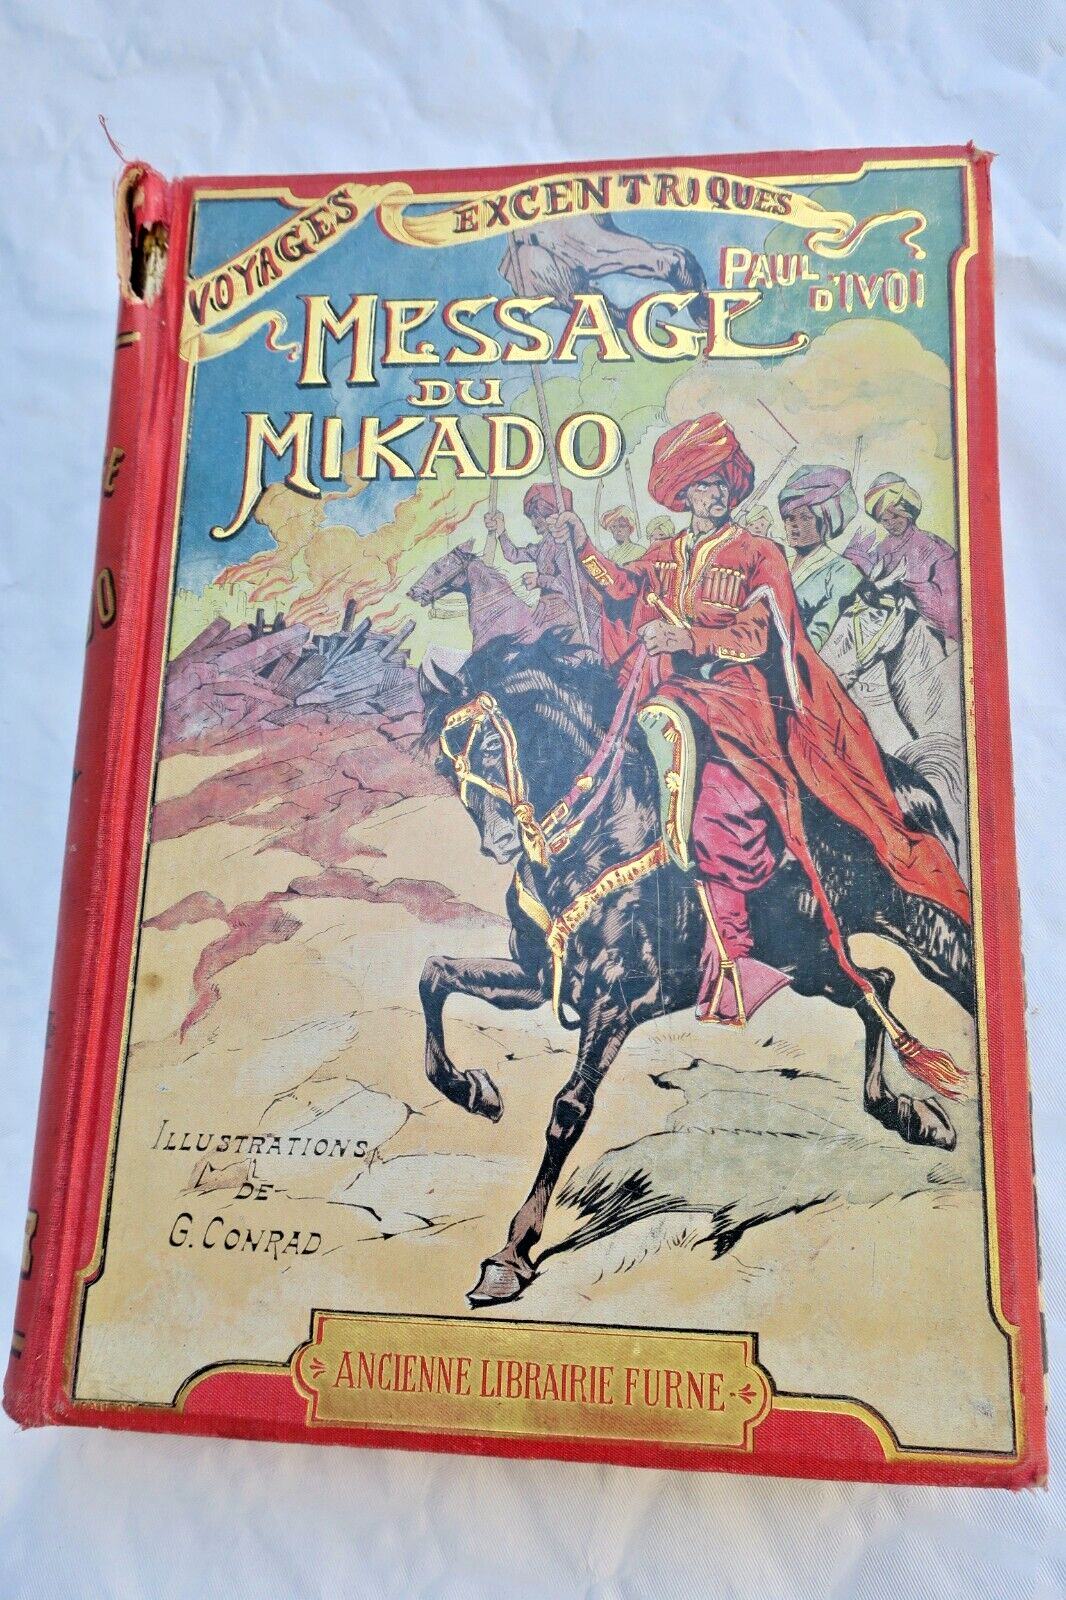 VOYAGES EXCENTRIQUES
PAUL
D'IVOI
MESSAGE
DU
MIKADO
ILLUSTRATIONS
DE
G. CONRAD
ANCIENNE LIBRAIRIE FURNE